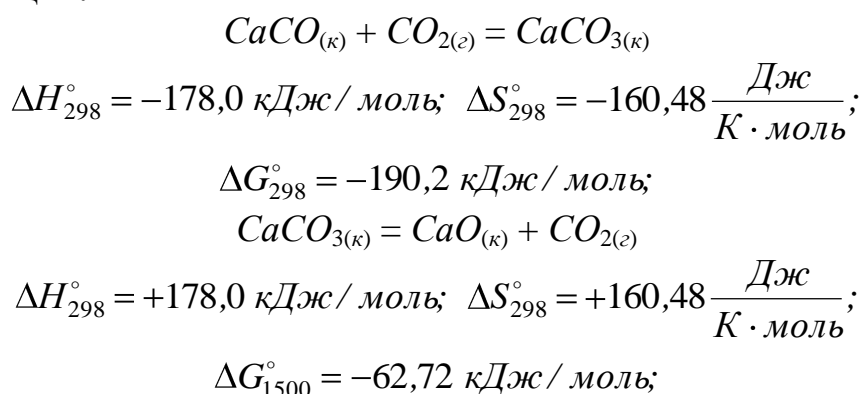 CaCO(к) + CO2(г) = CaCO3(к)
ΔH°298 = −178,0 кДж / моль; ΔS°298 = −160,48 Дж/(К · моль);
ΔG°298 = −190,2 кДж / моль;
CaCO3(к) = CaO(к) + CO2(г)
ΔH°298 = +178,0 кДж / моль; ΔS°298 = +160,48 Дж/(К · моль);
ΔG°1500 = −62,72 кДж / моль;